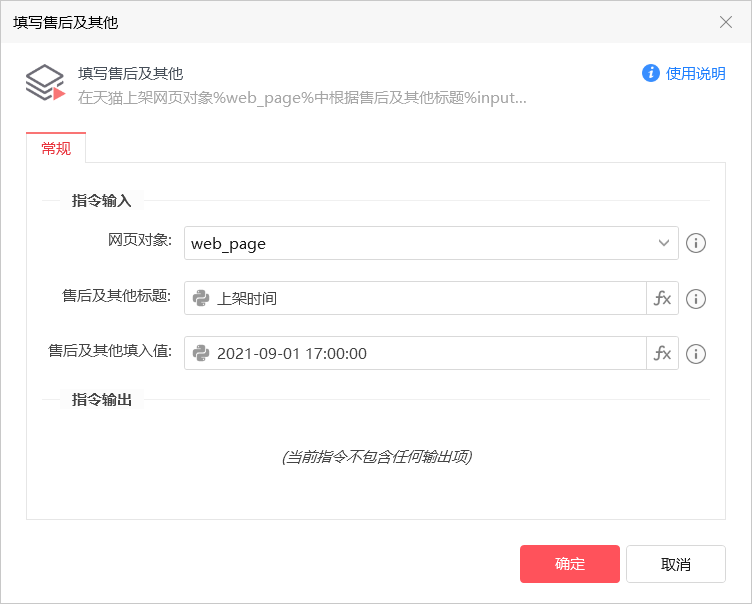 填写售后及其他
填写售后及其他
使用说明
在天猫上架网页对象%web_page%中根据售后及其他标题%input...
常规
指令输入
网页对象: web_page
售后及其他标题: 上架时间 fx
售后及其他填入值: 2021-09-01 17:00:00 fx
指令输出
(当前指令不包含任何输出项)
确定 取消